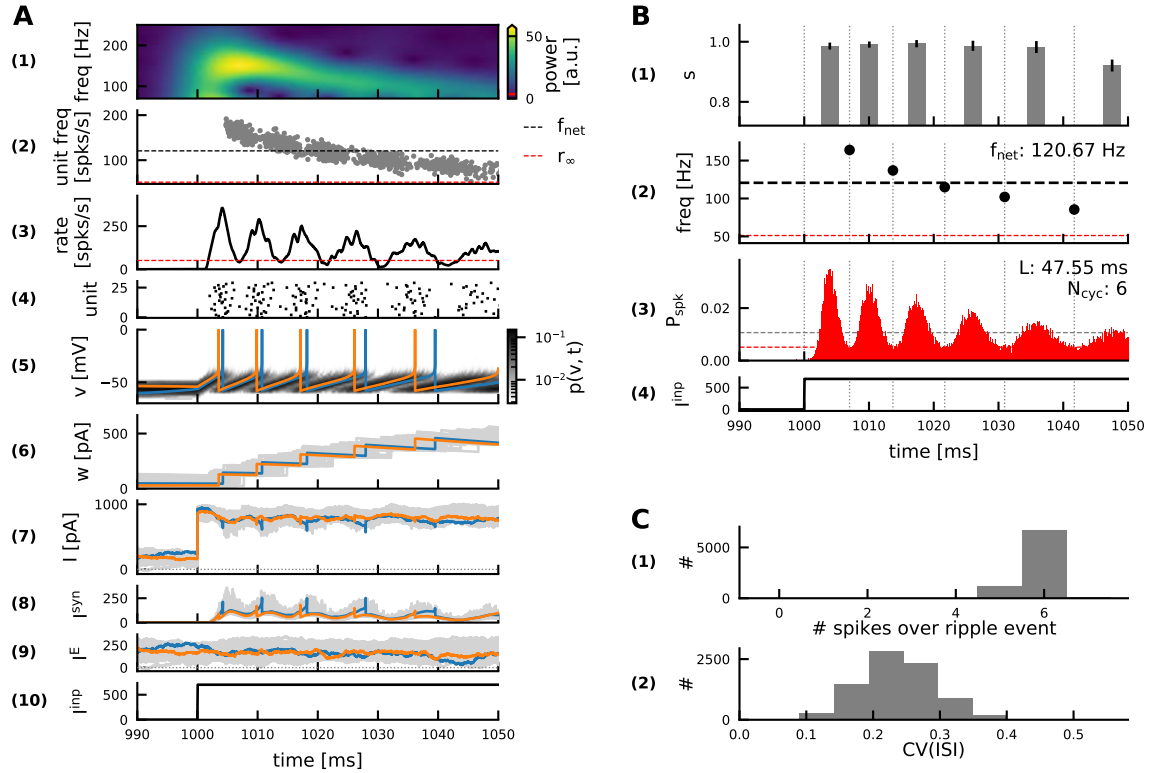 A
(1)
freq [Hz]
200
100
50
0
power
[a.u.]
(2)
unit freq
[spks/s]
200
100
f_net
r_∞
(3)
rate
[spks/s]
250
0
(4)
unit
25
0
(5)
v [mV]
0
−50
10⁻¹
10⁻²
p(v, t)
(6)
w [pA]
500
0
(7)
I [pA]
1000
0
(8)
I^syn
250
0
(9)
I^E
250
0
(10)
I^inp
500
0
990 1000 1010 1020 1030 1040 1050
time [ms]
B
(1)
s
1.0
0.8
(2)
freq [Hz]
150
100
50
f_net: 120.67 Hz
(3)
P_spk
0.02
0.00
L: 47.55 ms
N_cyc: 6
(4)
I^inp
500
0
990 1000 1010 1020 1030 1040 1050
time [ms]
C
(1)
#
5000
0
0 2 4 6
# spikes over ripple event
(2)
#
2500
0
0.0 0.1 0.2 0.3 0.4 0.5
CV(ISI)